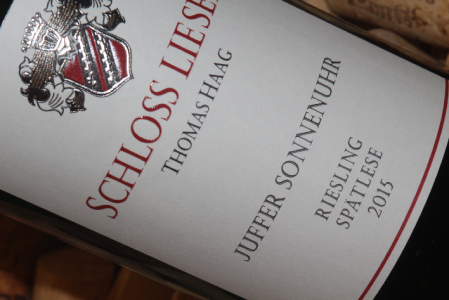 SCHLOSS LIESE
THOMAS HAAG
JUFFER SONNENUHR
RIESLING
SPÄTLESE
2015